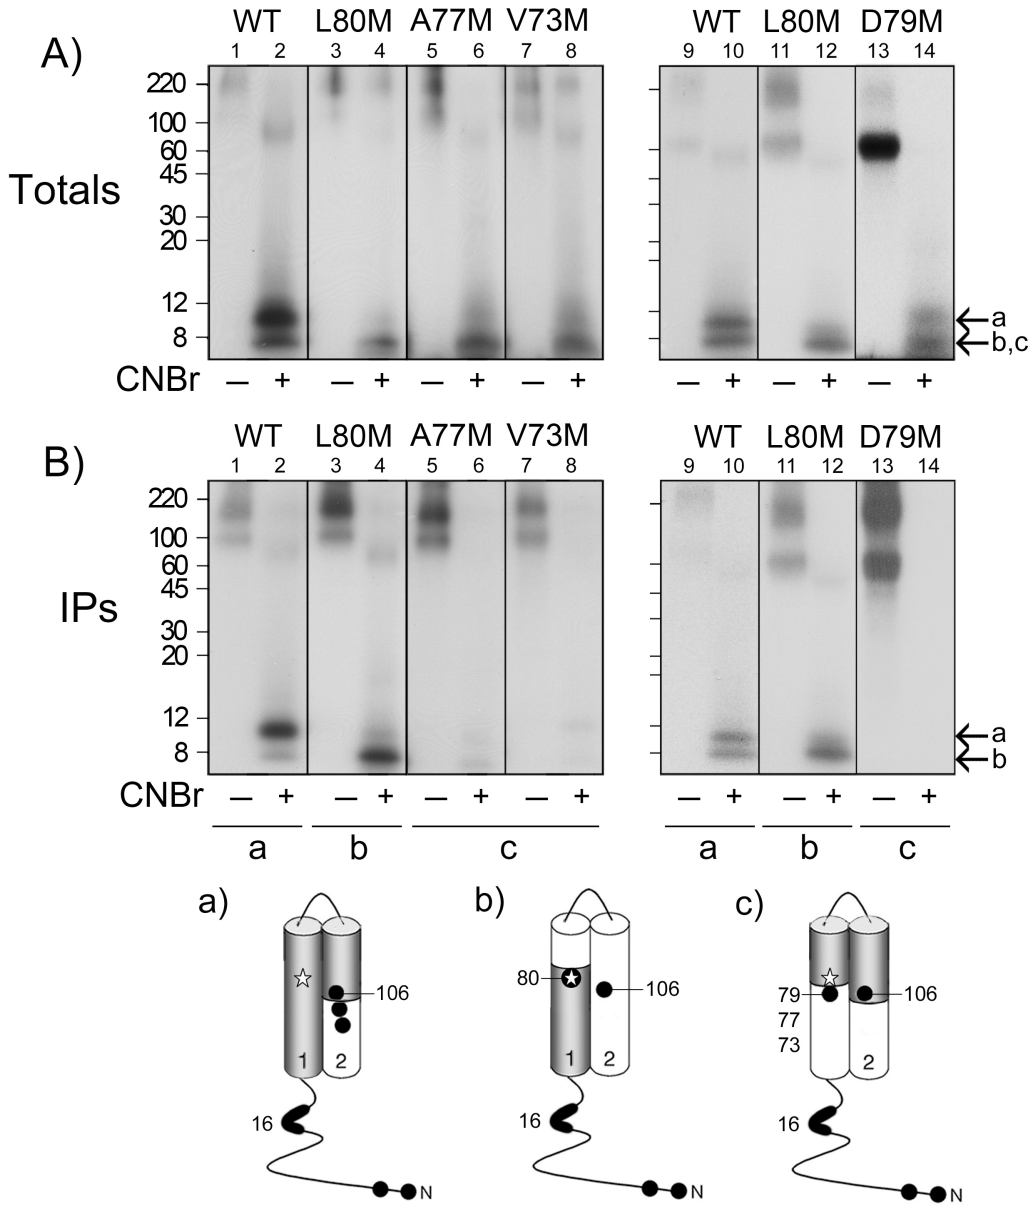 A)
WT L80M A77M V73M WT L80M D79M
1 2 3 4 5 6 7 8 9 10 11 12 13 14
220
100
60
45
30
20
12
8
Totals
a
b,c
CNBr – + – + – + – + – + – + – +
B)
WT L80M A77M V73M WT L80M D79M
1 2 3 4 5 6 7 8 9 10 11 12 13 14
220
100
60
45
30
20
12
8
IPs
a
b
CNBr – + – + – + – + – + – + – +
a b c a b c
a)
106
1 2
16
N
b)
80
106
1 2
16
N
c)
79
77
73
106
2
16
N